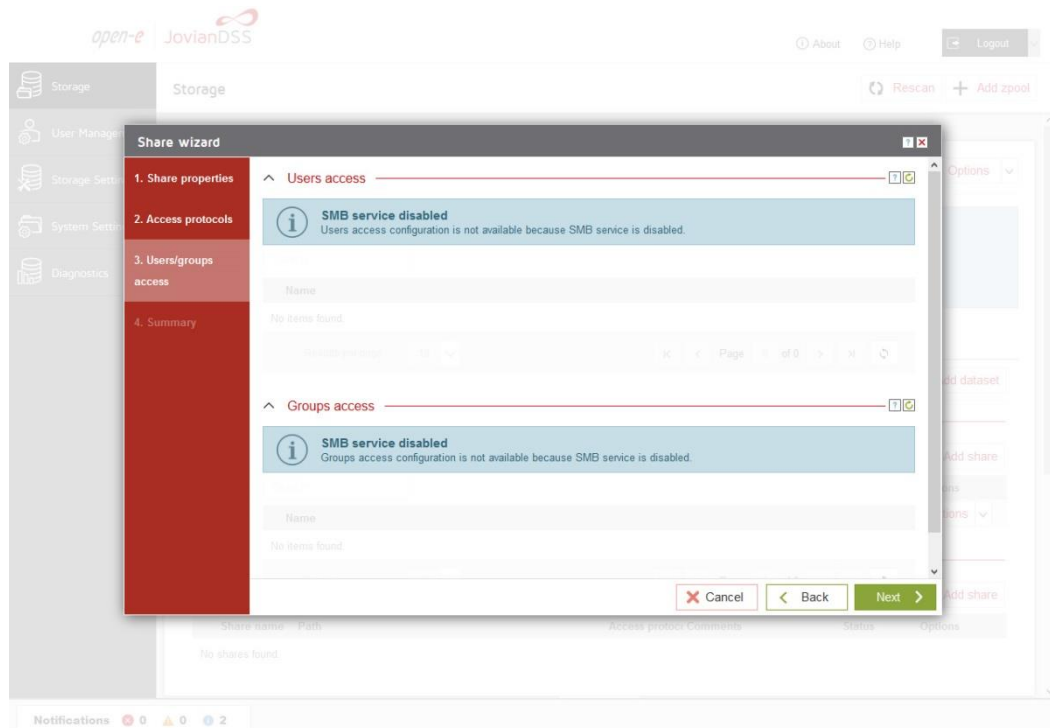 open-e JovianDSS
About Help Logout
Storage
Storage
Rescan Add zpool
User Manage
Share wizard
Storage Settin
System Settin
Diagnostics
1. Share properties
2. Access protocols
3. Users/groups
access
4. Summary
Users access
SMB service disabled
Users access configuration is not available because SMB service is disabled.
Name
No items found.
Page of 0
Groups access
SMB service disabled
Groups access configuration is not available because SMB service is disabled.
Name
No items found.
Cancel Back Next
Options
dd dataset
Add share
ons
tions
Add share
Share name Path Access protocol Comments Status Options
No shares found.
Notifications 0 0 2